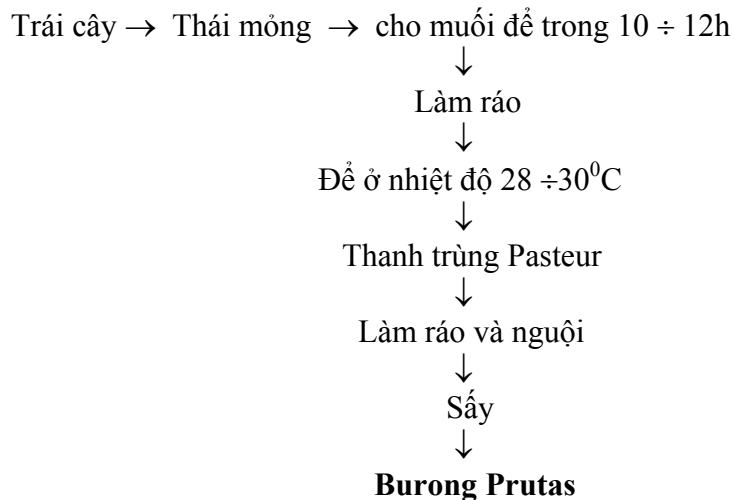 Trái cây → Thái mỏng → cho muối để trong 10 ÷ 12h
↓
Làm ráo
↓
Để ở nhiệt độ 28 ÷30⁰C
↓
Thanh trùng Pasteur
↓
Làm ráo và nguội
↓
Sấy
↓
Burong Prutas